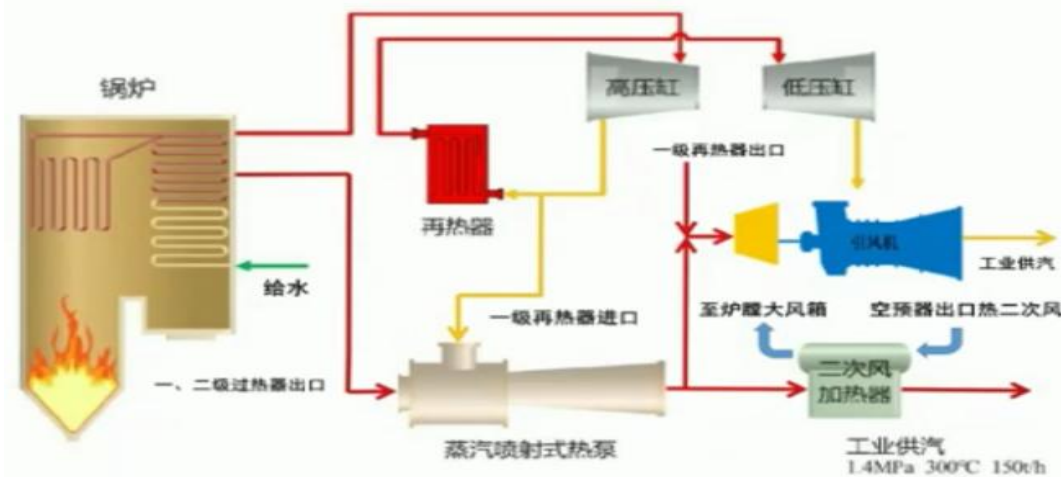 锅炉
高压缸
低压缸
一级再热器出口
再热器
引风机
工业供汽
给水
一级再热器进口
至炉膛大风箱
空预器出口热二次风
一、二级过热器出口
二次风
加热器
蒸汽喷射式热泵
工业供汽
1.4MPa 300℃ 150t/h